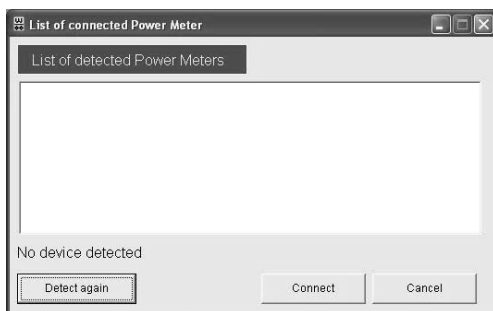 List of connected Power Meter
List of detected Power Meters
No device detected
Detect again
Connect
Cancel